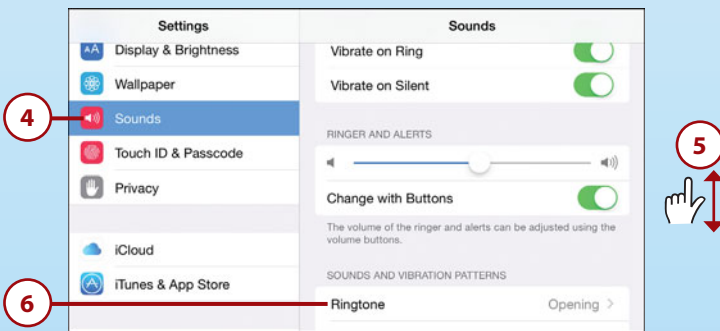 Settings
Sounds
AA Display & Brightness
Vibrate on Ring
Wallpaper
Vibrate on Silent
4
Sounds
RINGER AND ALERTS
5
Touch ID & Passcode
Privacy
Change with Buttons
The volume of the ringer and alerts can be adjusted using the
volume buttons.
iCloud
SOUNDS AND VIBRATION PATTERNS
iTunes & App Store
6
Ringtone
Opening >